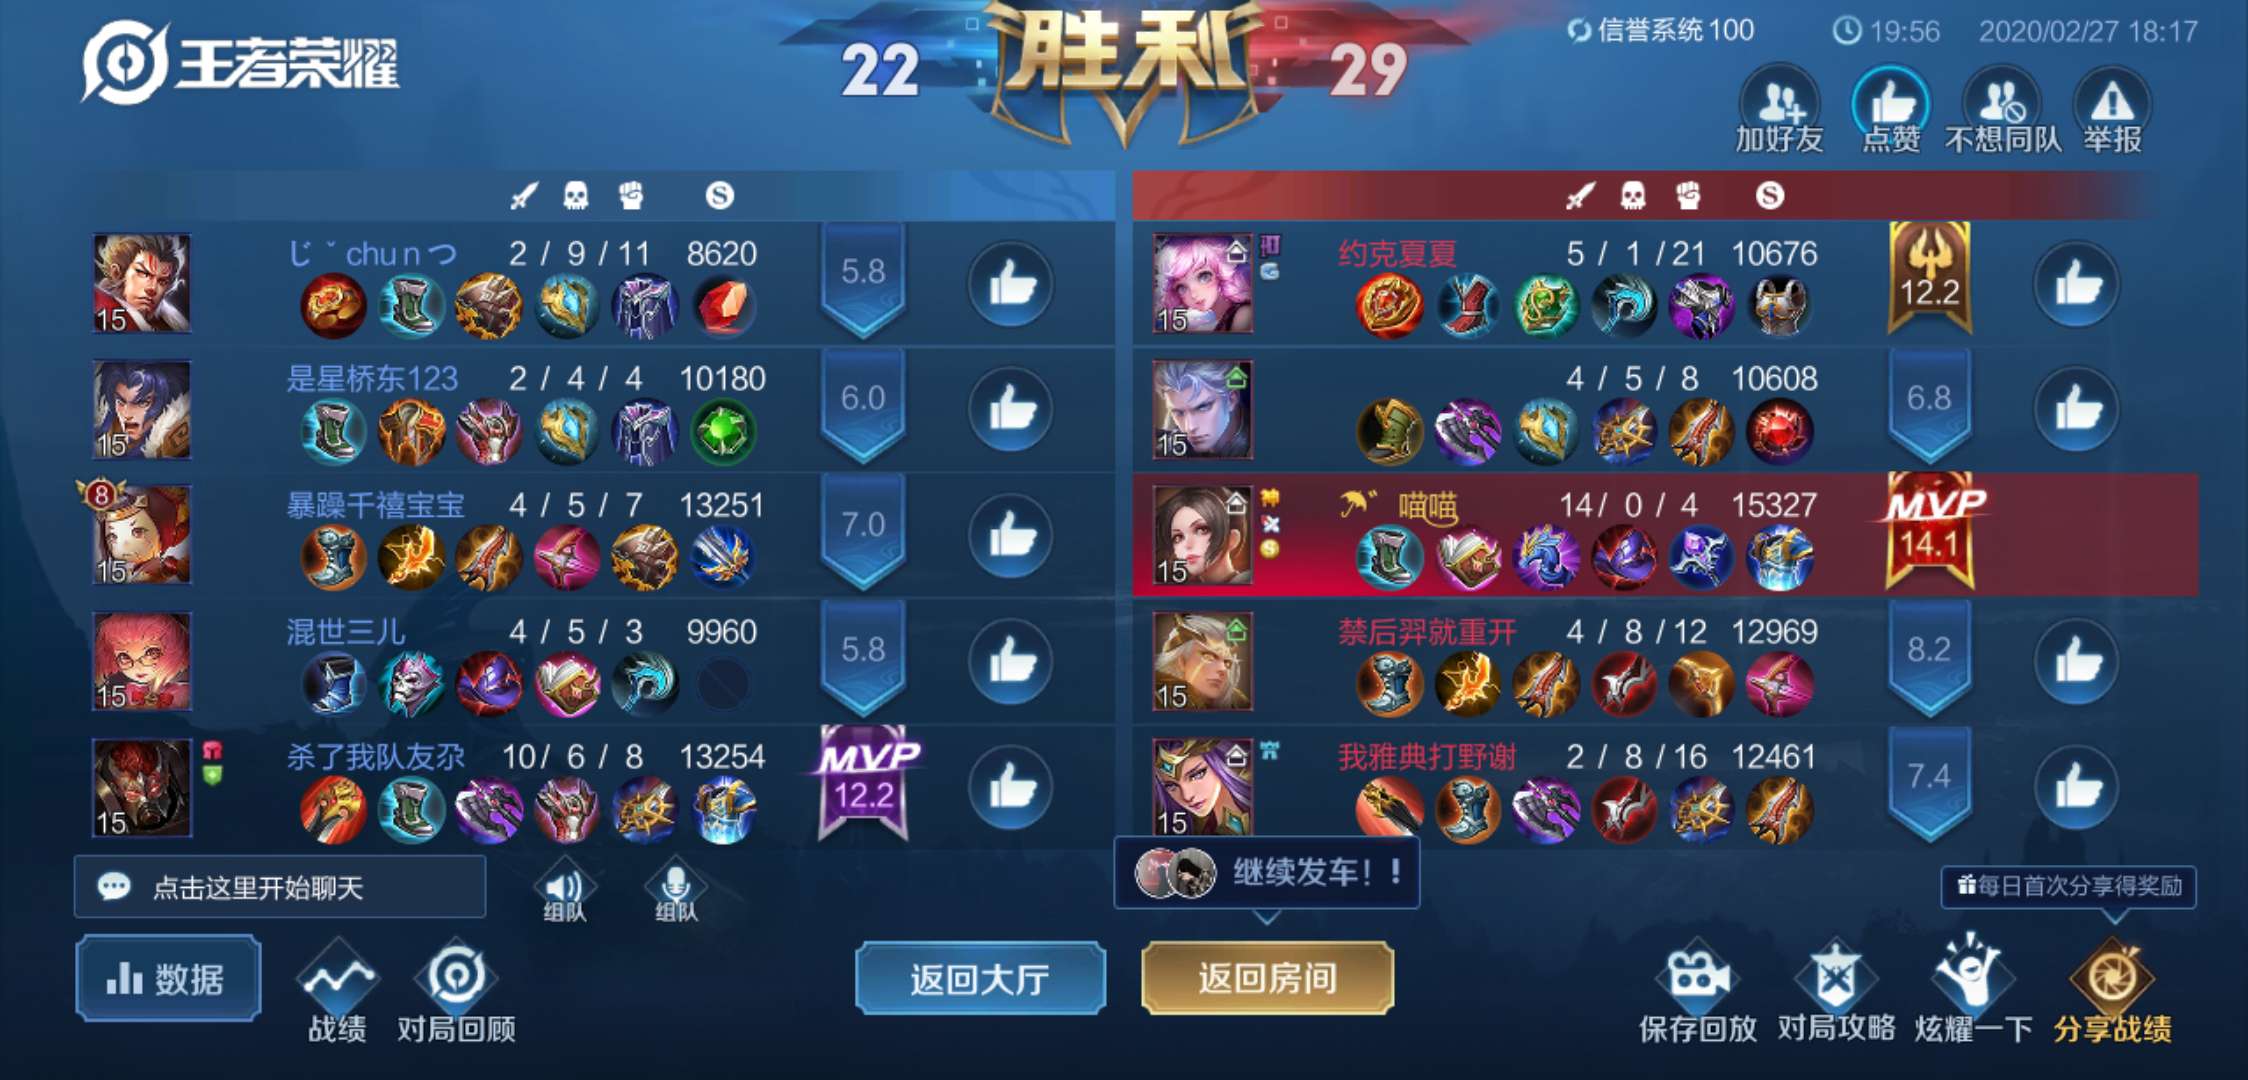 王者荣耀
22 胜利 29
信誉系统100 19:56 2020/02/27 18:17
加好友 点赞 不想同队 举报
15 じˇchunつ 2 / 9 / 11 8620 5.8
15 是星桥东123 2 / 4 / 4 10180 6.0
8 15 暴躁千禧宝宝 4 / 5 / 7 13251 7.0
15 混世三儿 4 / 5 / 3 9960 5.8
15 杀了我队友尕 10/ 6 / 8 13254 MVP 12.2
15 约克夏夏 5 / 1 / 21 10676 12.2
15 4 / 5 / 8 10608 6.8
15 神 喵喵 14/ 0 / 4 15327 MVP 14.1
15 禁后羿就重开 4 / 8 / 12 12969 8.2
15 我雅典打野谢 2 / 8 / 16 12461 7.4
点击这里开始聊天
组队 组队
继续发车！！
每日首次分享得奖励
数据 战绩 对局回顾
返回大厅 返回房间
保存回放 对局攻略 炫耀一下 分享战绩